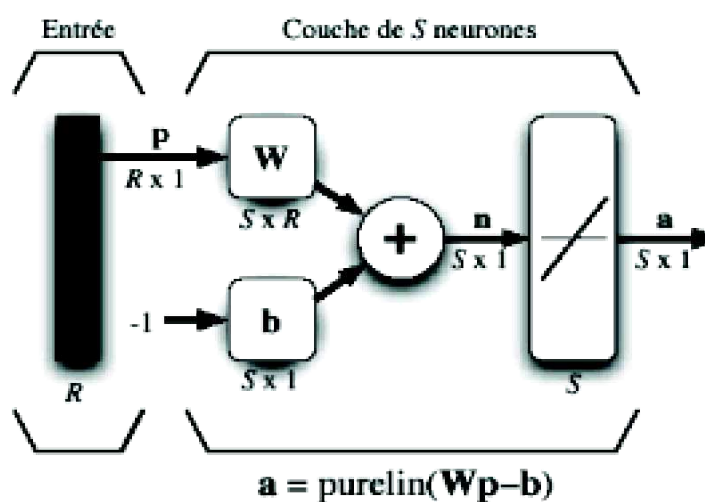 Entrée
Couche de S neurones
p
R x 1
W
S x R
+
n
S x 1
a
S x 1
-1
b
S x 1
R
S
a = purelin(Wp–b)